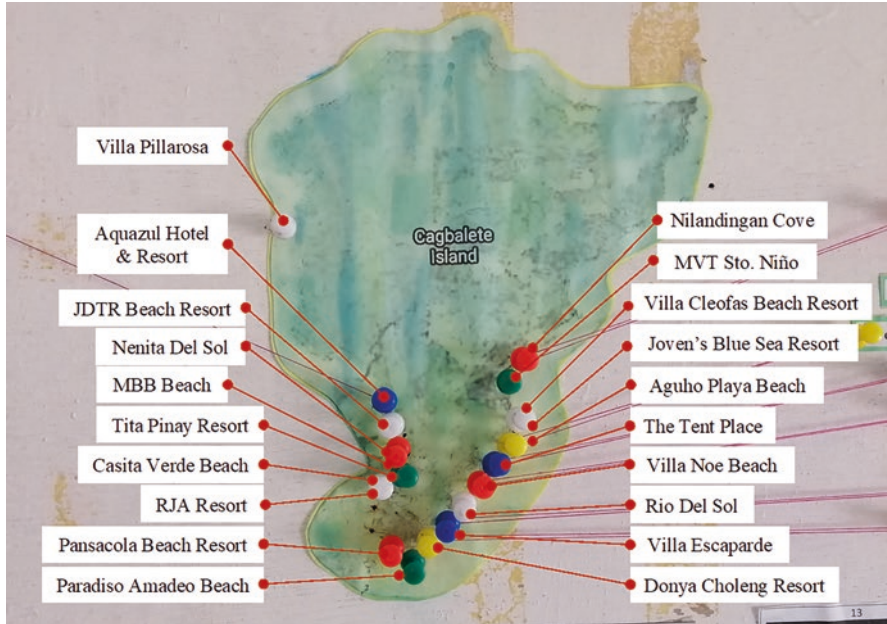 Villa Pillarosa
Aquazul Hotel
& Resort
JDTR Beach Resort
Nenita Del Sol
MBB Beach
Tita Pinay Resort
Casita Verde Beach
RJA Resort
Pansacola Beach Resort
Paradiso Amadeo Beach
Cagbalete
Island
Nilandingan Cove
MVT Sto. Niño
Villa Cleofas Beach Resort
Joven's Blue Sea Resort
Aguho Playa Beach
The Tent Place
Villa Noe Beach
Rio Del Sol
Villa Escaparde
Donya Choleng Resort
13